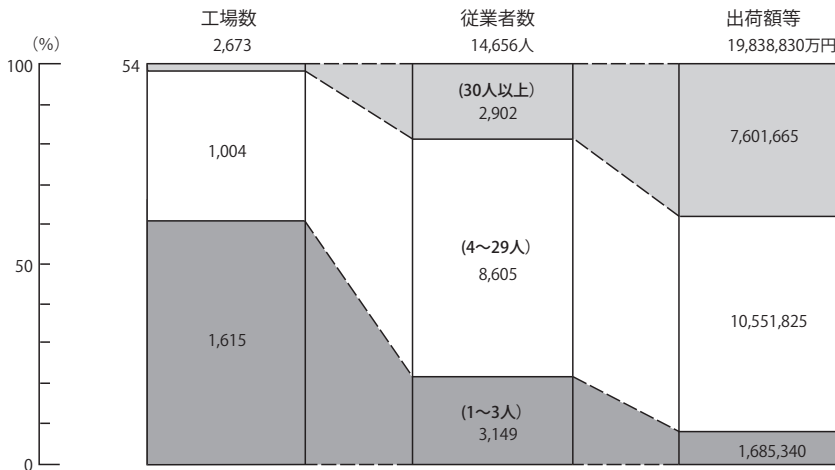 工場数 従業者数 出荷額等
(%) 2,673 14,656人 19,838,830万円
100 54
(30人以上)
2,902
7,601,665
1,004
(4〜29人)
8,605
50
10,551,825
1,615
(1〜3人)
3,149
1,685,340
0